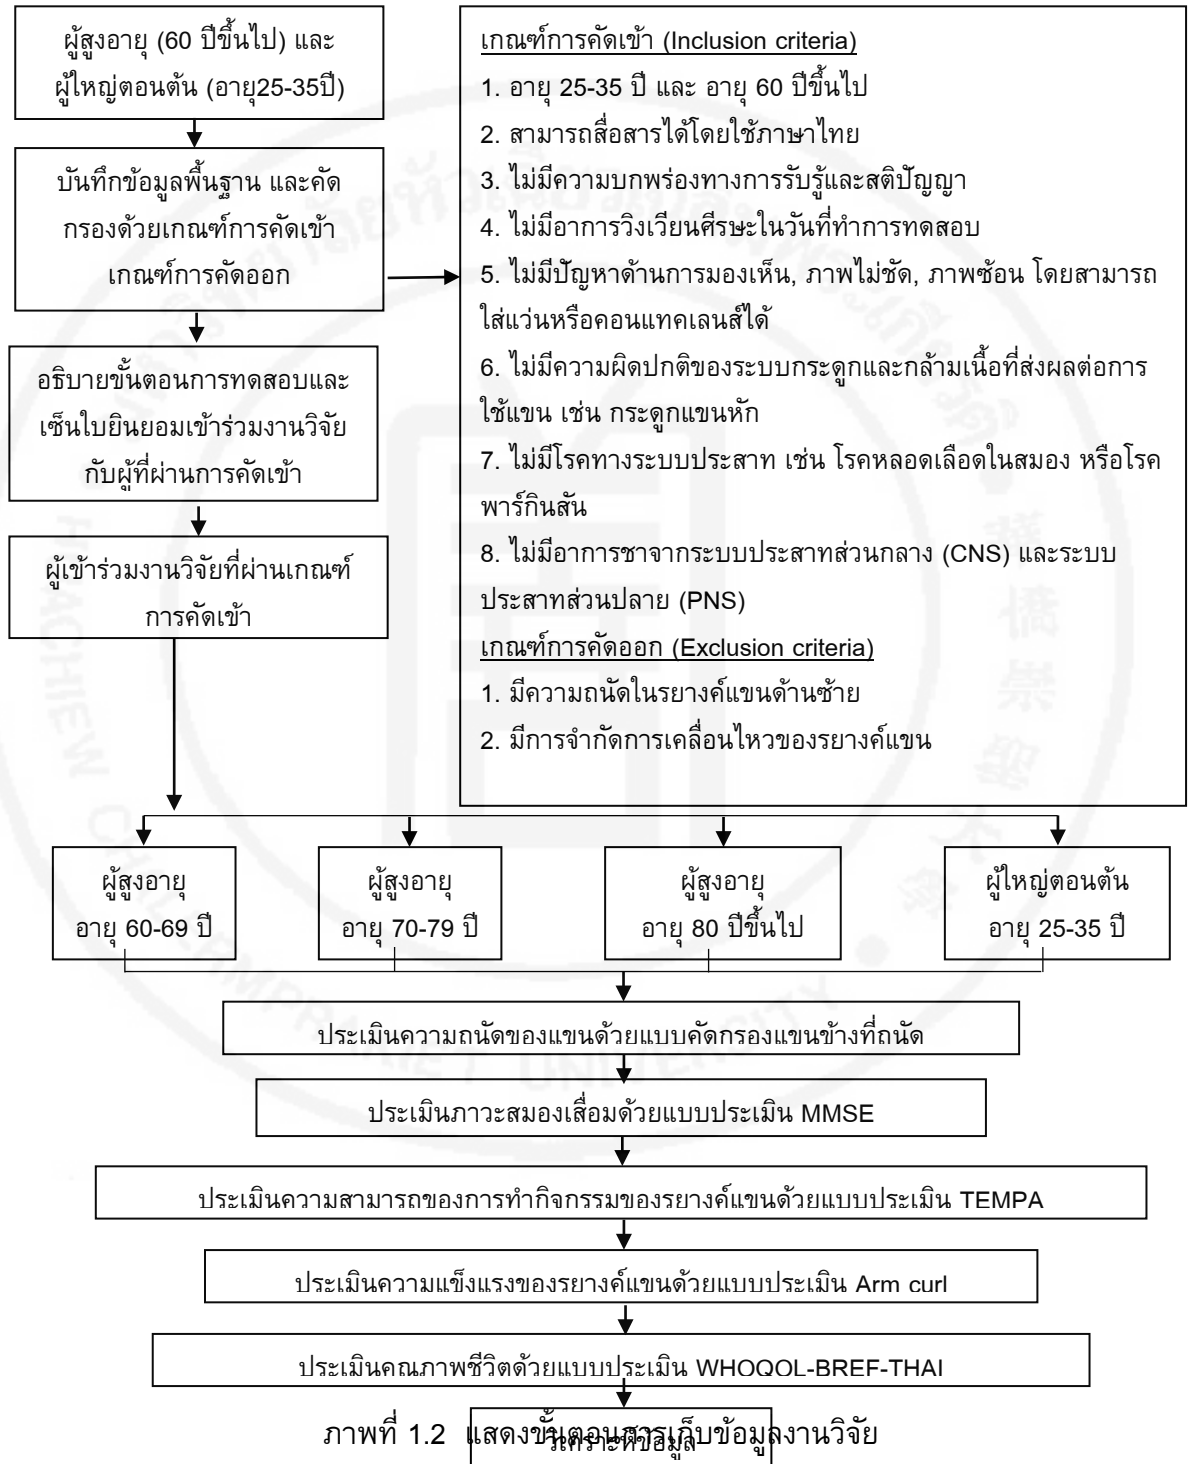 ผู้สูงอายุ (60 ปีขึ้นไป) และ
ผู้ใหญ่ตอนต้น (อายุ25-35ปี)
บันทึกข้อมูลพื้นฐาน และคัด
กรองด้วยเกณฑ์การคัดเข้า
เกณฑ์การคัดออก
อธิบายขั้นตอนการทดสอบและ
เซ็นใบยินยอมเข้าร่วมงานวิจัย
กับผู้ที่ผ่านการคัดเข้า
ผู้เข้าร่วมงานวิจัยที่ผ่านเกณฑ์
การคัดเข้า
เกณฑ์การคัดเข้า (Inclusion criteria)
1. อายุ 25-35 ปี และ อายุ 60 ปีขึ้นไป
2. สามารถสื่อสารได้โดยใช้ภาษาไทย
3. ไม่มีความบกพร่องทางการรับรู้และสติปัญญา
4. ไม่มีอาการวิงเวียนศีรษะในวันที่ทำการทดสอบ
5. ไม่มีปัญหาด้านการมองเห็น, ภาพไม่ชัด, ภาพซ้อน โดยสามารถ
ใส่แว่นหรือคอนแทคเลนส์ได้
6. ไม่มีความผิดปกติของระบบกระดูกและกล้ามเนื้อที่ส่งผลต่อการ
ใช้แขน เช่น กระดูกแขนหัก
7. ไม่มีโรคทางระบบประสาท เช่น โรคหลอดเลือดในสมอง หรือโรค
พาร์กินสัน
8. ไม่มีอาการชาจากระบบประสาทส่วนกลาง (CNS) และระบบ
ประสาทส่วนปลาย (PNS)
เกณฑ์การคัดออก (Exclusion criteria)
1. มีความถนัดในรยางค์แขนด้านซ้าย
2. มีการจำกัดการเคลื่อนไหวของรยางค์แขน
ผู้สูงอายุ
อายุ 60-69 ปี
ผู้สูงอายุ
อายุ 70-79 ปี
ผู้สูงอายุ
อายุ 80 ปีขึ้นไป
ผู้ใหญ่ตอนต้น
อายุ 25-35 ปี
ประเมินความถนัดของแขนด้วยแบบคัดกรองแขนข้างที่ถนัด
ประเมินภาวะสมองเสื่อมด้วยแบบประเมิน MMSE
ประเมินความสามารถของการทำกิจกรรมของรยางค์แขนด้วยแบบประเมิน TEMPA
ประเมินความแข็งแรงของรยางค์แขนด้วยแบบประเมิน Arm curl
ประเมินคุณภาพชีวิตด้วยแบบประเมิน WHOQOL-BREF-THAI
วิเคราะห์ข้อมูล
ภาพที่ 1.2 แสดงขั้นตอนการเก็บข้อมูลงานวิจัย
HUACHIEW CHALERMPRAKIET UNIVERSITY